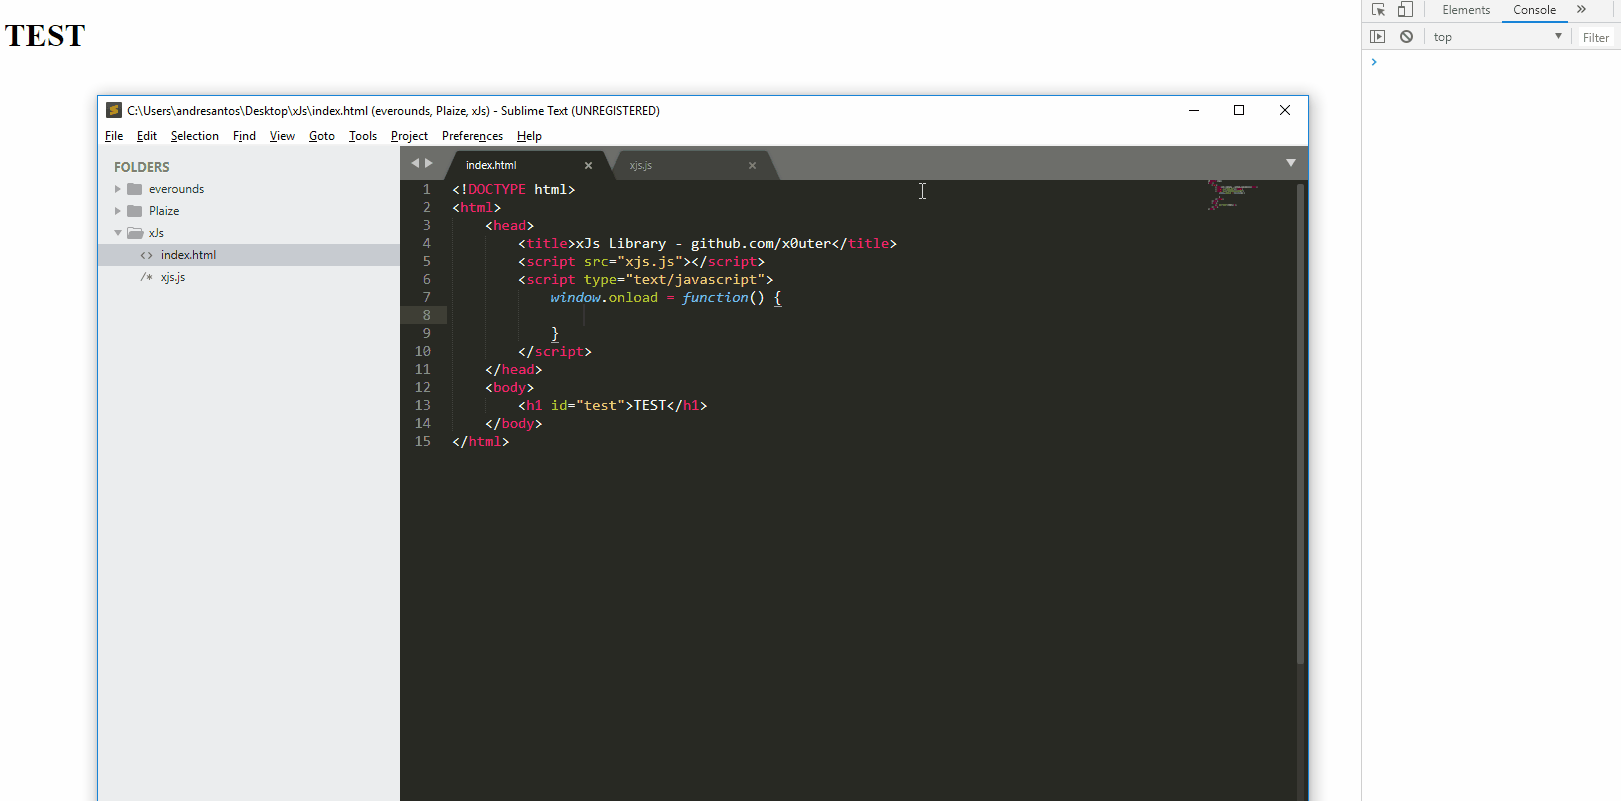 TEST
Elements Console »
top Filter
›
C:\Users\andresantos\Desktop\xJs\index.html (everounds, Plaize, xJs) - Sublime Text (UNREGISTERED)
File Edit Selection Find View Goto Tools Project Preferences Help
FOLDERS
everounds
Plaize
xJs
<> index.html
/* xjs.js
index.html × xjs.js ×
1 <!DOCTYPE html>
2 <html>
3 <head>
4 <title>xJs Library - github.com/x0uter</title>
5 <script src="xjs.js"></script>
6 <script type="text/javascript">
7 window.onload = function() {
8
9 }
10 </script>
11 </head>
12 <body>
13 <h1 id="test">TEST</h1>
14 </body>
15 </html>